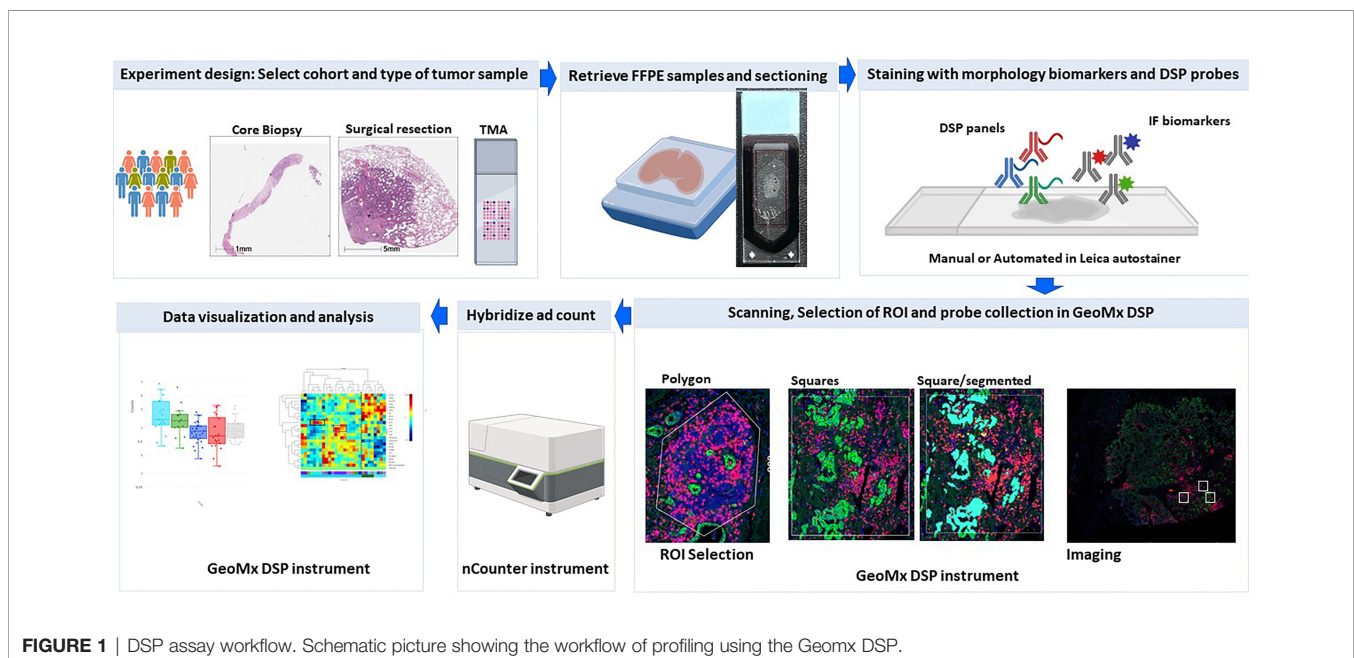 Experiment design: Select cohort and type of tumor sample
Core Biopsy
Surgical resection
TMA
1mm
5mm
Retrieve FFPE samples and sectioning
Staining with morphology biomarkers and DSP probes
DSP panels
IF biomarkers
Manual or Automated in Leica autostainer
Scanning, Selection of ROI and probe collection in GeoMx DSP
Polygon
Squares
Square/segmented
ROI Selection
Imaging
GeoMx DSP instrument
Hybridize ad count
nCounter instrument
Data visualization and analysis
GeoMx DSP instrument
FIGURE 1 | DSP assay workflow. Schematic picture showing the workflow of profiling using the Geomx DSP.